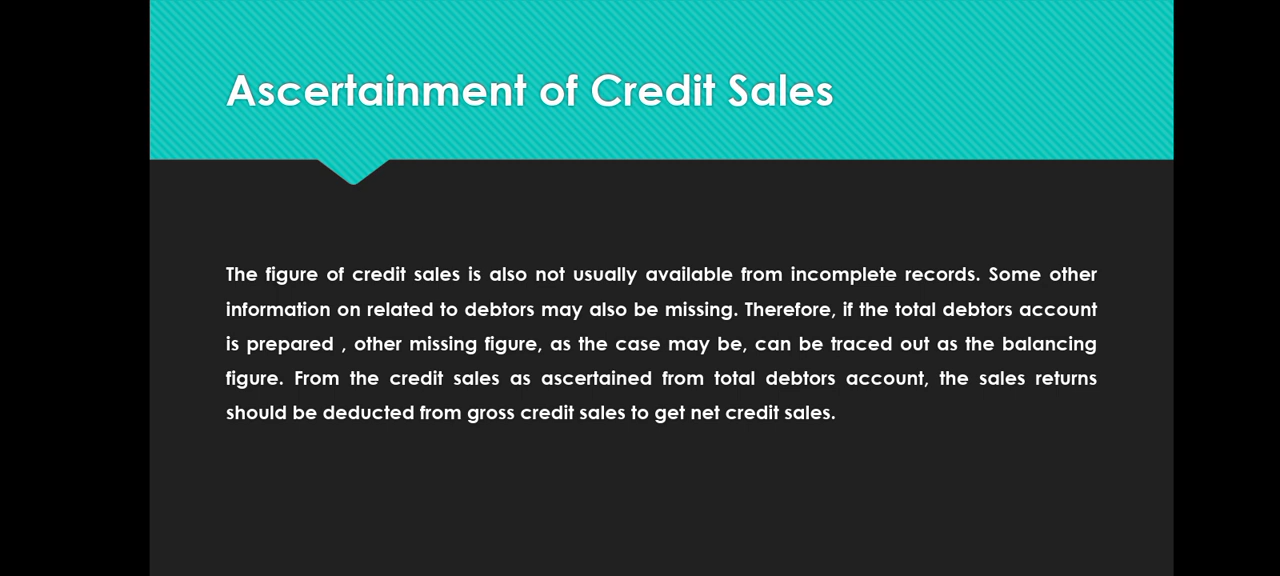 Ascertainment of Credit Sales
The figure of credit sales is also not usually available from incomplete records. Some other
information on related to debtors may also be missing. Therefore, if the total debtors account
is prepared , other missing figure, as the case may be, can be traced out as the balancing
figure. From the credit sales as ascertained from total debtors account, the sales returns
should be deducted from gross credit sales to get net credit sales.